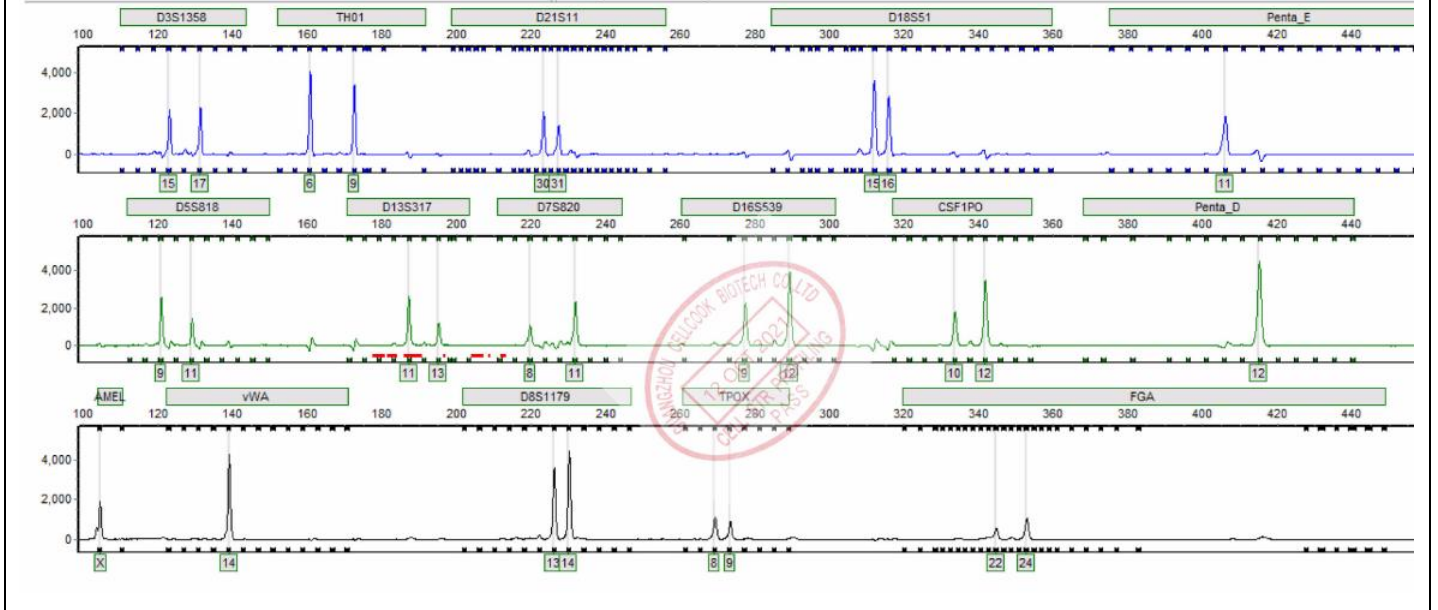 D3S1358 TH01 D21S11 D18S51 Penta_E
100 120 140 160 180 200 220 240 260 280 300 320 340 360 380 400 420 440
4,000
2,000
0
15 17 6 9 30 31 15 16 11
D5S818 D13S317 D7S820 D16S539 CSF1PO Penta_D
100 120 140 160 180 200 220 240 260 280 300 320 340 360 380 400 420 440
4,000
2,000
0
9 11 11 13 8 11 9 12 10 12 12
AMEL vWA D8S1179 TPOX FGA
100 120 140 160 180 200 220 240 260 280 300 320 340 360 380 400 420 440
4,000
2,000
0
X 14 13 14 8 9 22 24
GUANGZHOU CELLCOOK BIOTECH CO.,LTD
12 OCT 2021
CELL STR PROFILING
PASS